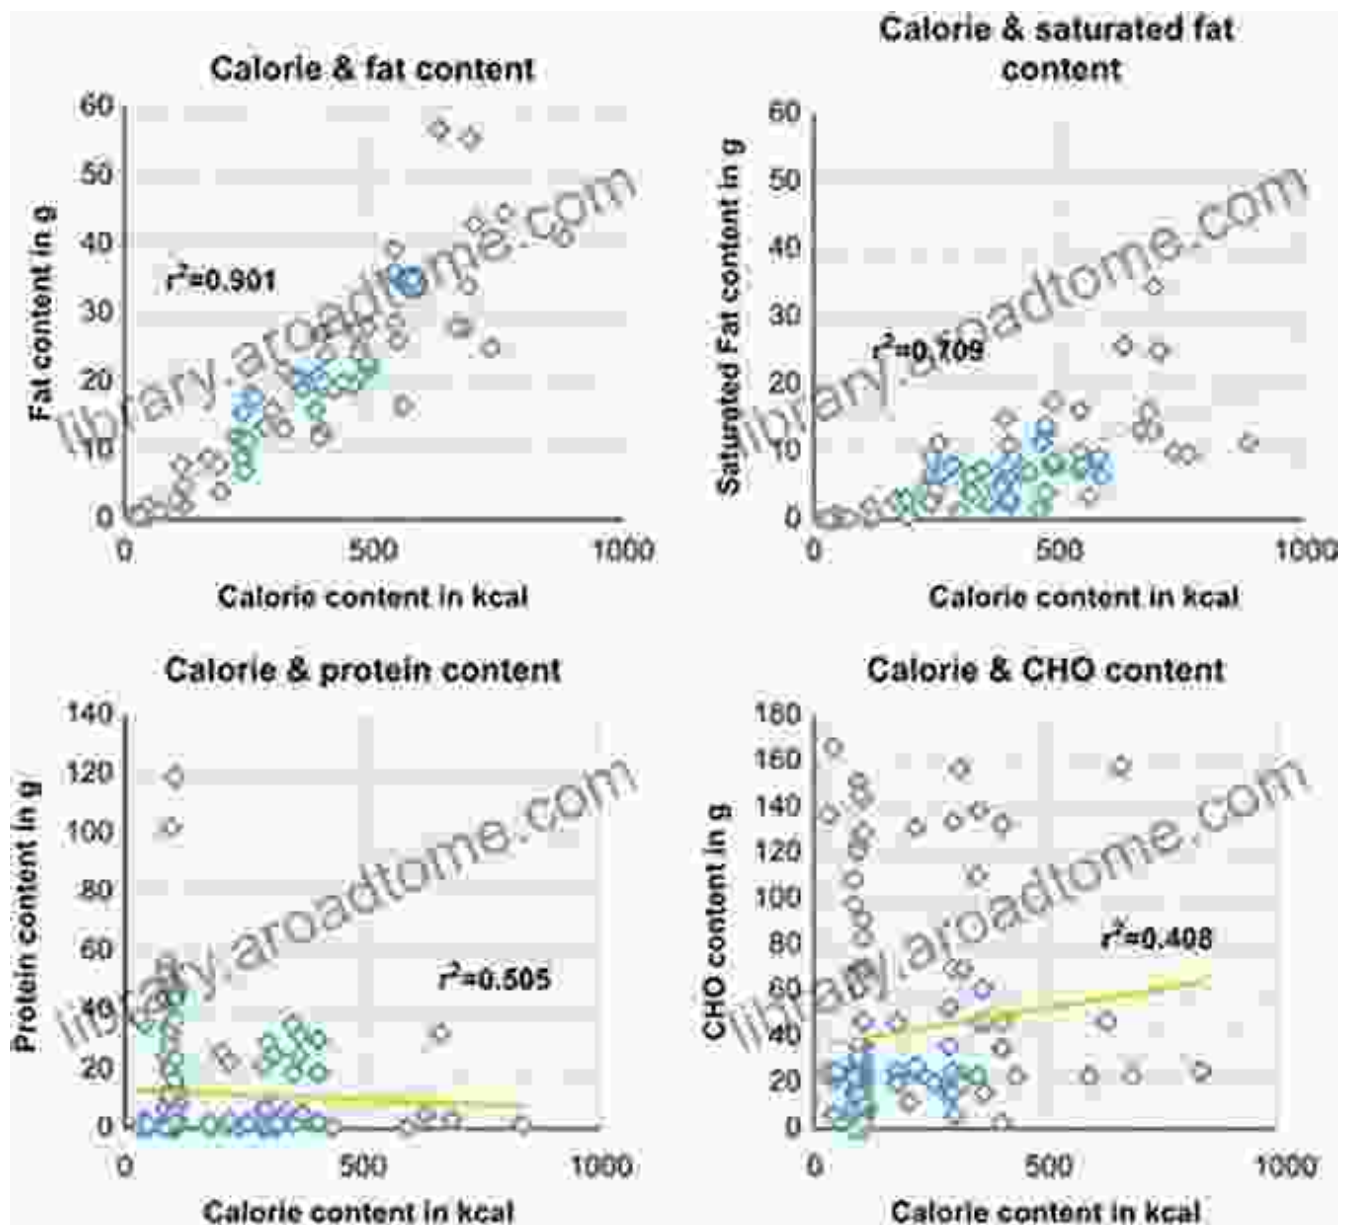 Calorie & fat content
60
50
40
30
20
10
0
Fat content in g
r²=0.901
0 500 1000
Calorie content in kcal
Calorie & saturated fat
content
60
50
40
30
20
10
0
Saturated Fat content in g
r²=0.709
0 500 1000
Calorie content in kcal
library.aroadtome.com
library.aroadtome.com
Calorie & protein content
140
120
100
80
60
40
20
0
Protein content in g
r²=0.505
0 500 1000
Calorie content in kcal
Calorie & CHO content
180
160
140
120
100
80
60
40
20
0
CHO content in g
r²=0.408
0 500 1000
Calorie content in kcal
library.aroadtome.com
library.aroadtome.com